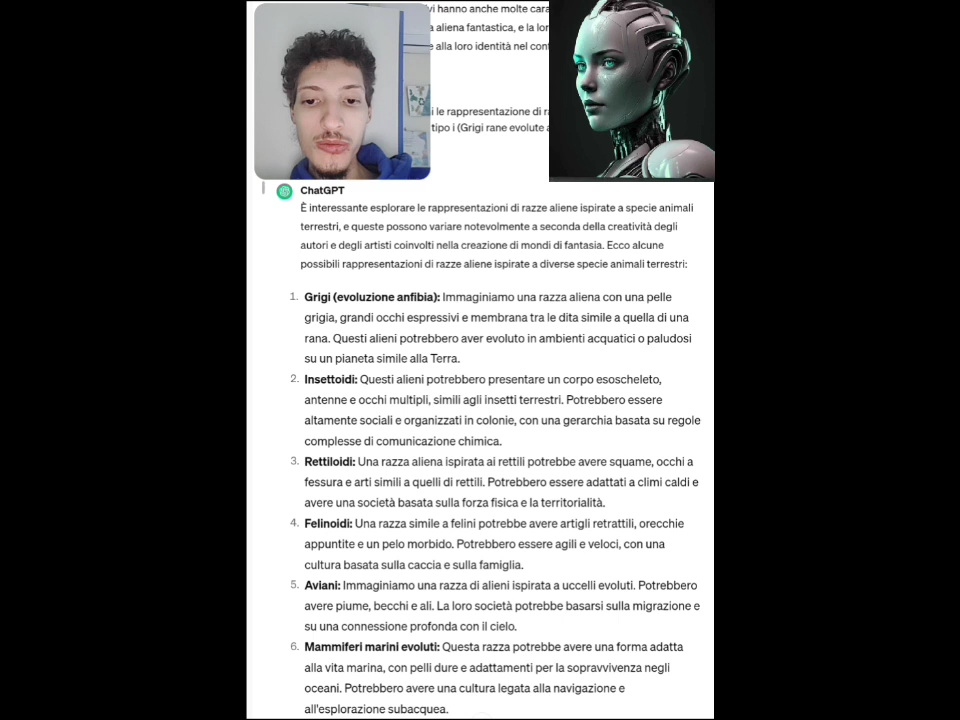 vi hanno anche molte cara
a aliena fantastica, e la lor
e alla loro identità nel con
i le rappresentazione di r
tipo i (Grigi rane evolute a
ChatGPT
È interessante esplorare le rappresentazioni di razze aliene ispirate a specie animali
terrestri, e queste possono variare notevolmente a seconda della creatività degli
autori e degli artisti coinvolti nella creazione di mondi di fantasia. Ecco alcune
possibili rappresentazioni di razze aliene ispirate a diverse specie animali terrestri:
1. Grigi (evoluzione anfibia): Immaginiamo una razza aliena con una pelle
grigia, grandi occhi espressivi e membrana tra le dita simile a quella di una
rana. Questi alieni potrebbero aver evoluto in ambienti acquatici o paludosi
su un pianeta simile alla Terra.
2. Insettoidi: Questi alieni potrebbero presentare un corpo esoscheleto,
antenne e occhi multipli, simili agli insetti terrestri. Potrebbero essere
altamente sociali e organizzati in colonie, con una gerarchia basata su regole
complesse di comunicazione chimica.
3. Rettiloidi: Una razza aliena ispirata ai rettili potrebbe avere squame, occhi a
fessura e arti simili a quelli di rettili. Potrebbero essere adattati a climi caldi e
avere una società basata sulla forza fisica e la territorialità.
4. Felinoidi: Una razza simile a felini potrebbe avere artigli retrattili, orecchie
appuntite e un pelo morbido. Potrebbero essere agili e veloci, con una
cultura basata sulla caccia e sulla famiglia.
5. Aviani: Immaginiamo una razza di alieni ispirata a uccelli evoluti. Potrebbero
avere piume, becchi e ali. La loro società potrebbe basarsi sulla migrazione e
su una connessione profonda con il cielo.
6. Mammiferi marini evoluti: Questa razza potrebbe avere una forma adatta
alla vita marina, con pelli dure e adattamenti per la sopravvivenza negli
oceani. Potrebbero avere una cultura legata alla navigazione e
all'esplorazione subacquea.